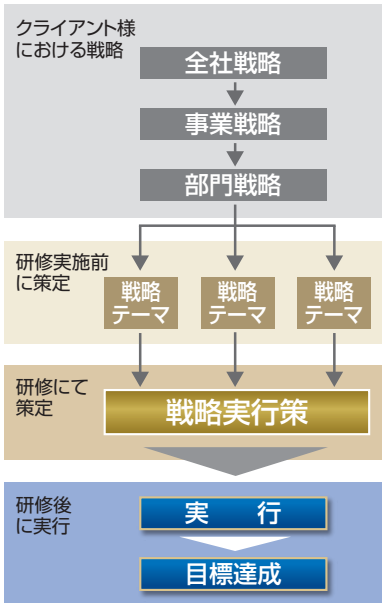 クライアント様
における戦略
全社戦略
事業戦略
部門戦略
研修実施前
に策定
戦略
テーマ
戦略
テーマ
戦略
テーマ
研修にて
策定
戦略実行策
研修後
に実行
実　行
目標達成